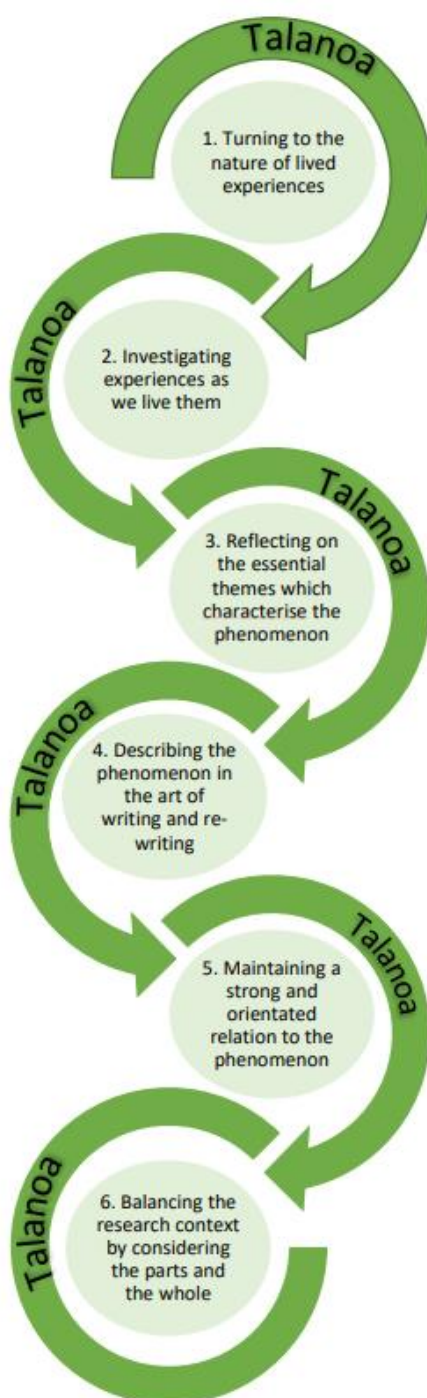 Talanoa
1. Turning to the
nature of lived
experiences
Talanoa
2. Investigating
experiences as
we live them
Talanoa
3. Reflecting on
the essential
themes which
characterise the
phenomenon
Talanoa
4. Describing the
phenomenon in
the art of
writing and re-
writing
Talanoa
5. Maintaining a
strong and
orientated
relation to the
phenomenon
Talanoa
6. Balancing the
research context
by considering
the parts and
the whole